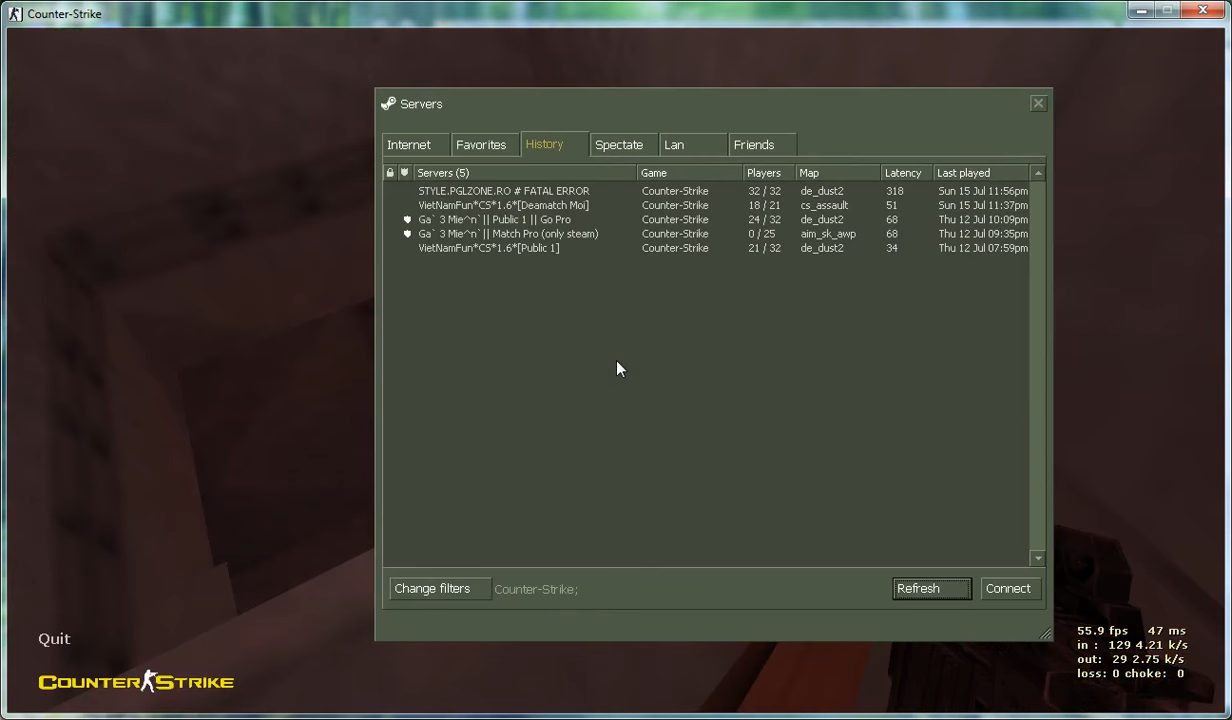 Counter-Strike
Servers
Internet Favorites History Spectate Lan Friends
Servers (5) Game Players Map Latency Last played
STYLE.PGLZONE.RO # FATAL ERROR Counter-Strike 32 / 32 de_dust2 318 Sun 15 Jul 11:56pm
VietNamFun*CS*1.6*[Deamatch Moi] Counter-Strike 18 / 21 cs_assault 51 Sun 15 Jul 11:37pm
Ga` 3 Mie^n`|| Public 1 || Go Pro Counter-Strike 24 / 32 de_dust2 68 Thu 12 Jul 10:09pm
Ga` 3 Mie^n`|| Match Pro (only steam) Counter-Strike 0 / 25 aim_sk_awp 68 Thu 12 Jul 09:35pm
VietNamFun*CS*1.6*[Public 1] Counter-Strike 21 / 32 de_dust2 34 Thu 12 Jul 07:59pm
Change filters Counter-Strike; Refresh Connect
Quit
COUNTER STRIKE
55.9 fps 47 ms
in : 129 4.21 k/s
out: 29 2.75 k/s
loss: 0 choke: 0